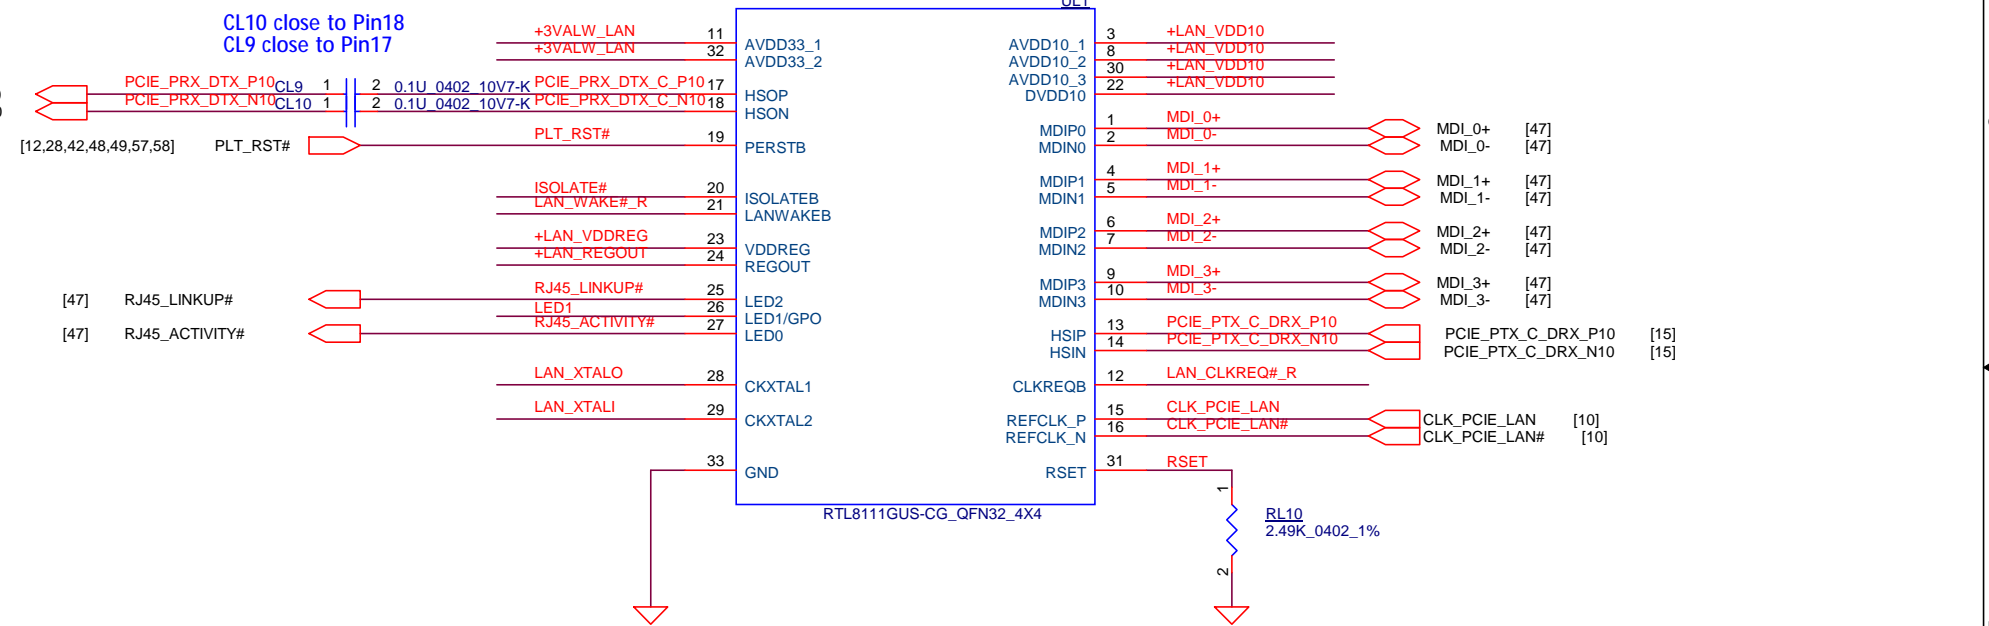 UL1
CL10 close to Pin18
CL9 close to Pin17
+3VALW_LAN 11 AVDD33_1
+3VALW_LAN 32 AVDD33_2
PCIE_PRX_DTX_P10 CL9 1 2 0.1U_0402_10V7-K PCIE_PRX_DTX_C_P10 17 HSOP
PCIE_PRX_DTX_N10 CL10 1 2 0.1U_0402_10V7-K PCIE_PRX_DTX_C_N10 18 HSON
[12,28,42,48,49,57,58] PLT_RST# PLT_RST# 19 PERSTB
ISOLATE# 20 ISOLATEB
LAN_WAKE#_R 21 LANWAKEB
+LAN_VDDREG 23 VDDREG
+LAN_REGOUT 24 REGOUT
[47] RJ45_LINKUP# RJ45_LINKUP# 25 LED2
LED1 26 LED1/GPO
[47] RJ45_ACTIVITY# RJ45_ACTIVITY# 27 LED0
LAN_XTALO 28 CKXTAL1
LAN_XTALI 29 CKXTAL2
33 GND
AVDD10_1 3 +LAN_VDD10
AVDD10_2 8 +LAN_VDD10
AVDD10_3 30 +LAN_VDD10
DVDD10 22 +LAN_VDD10
MDIP0 1 MDI_0+ MDI_0+ [47]
MDIN0 2 MDI_0- MDI_0- [47]
MDIP1 4 MDI_1+ MDI_1+ [47]
MDIN1 5 MDI_1- MDI_1- [47]
MDIP2 6 MDI_2+ MDI_2+ [47]
MDIN2 7 MDI_2- MDI_2- [47]
MDIP3 9 MDI_3+ MDI_3+ [47]
MDIN3 10 MDI_3- MDI_3- [47]
HSIP 13 PCIE_PTX_C_DRX_P10 PCIE_PTX_C_DRX_P10 [15]
HSIN 14 PCIE_PTX_C_DRX_N10 PCIE_PTX_C_DRX_N10 [15]
CLKREQB 12 LAN_CLKREQ#_R
REFCLK_P 15 CLK_PCIE_LAN CLK_PCIE_LAN [10]
REFCLK_N 16 CLK_PCIE_LAN# CLK_PCIE_LAN# [10]
RSET 31 RSET
RTL8111GUS-CG_QFN32_4X4
1
RL10
2.49K_0402_1%
2